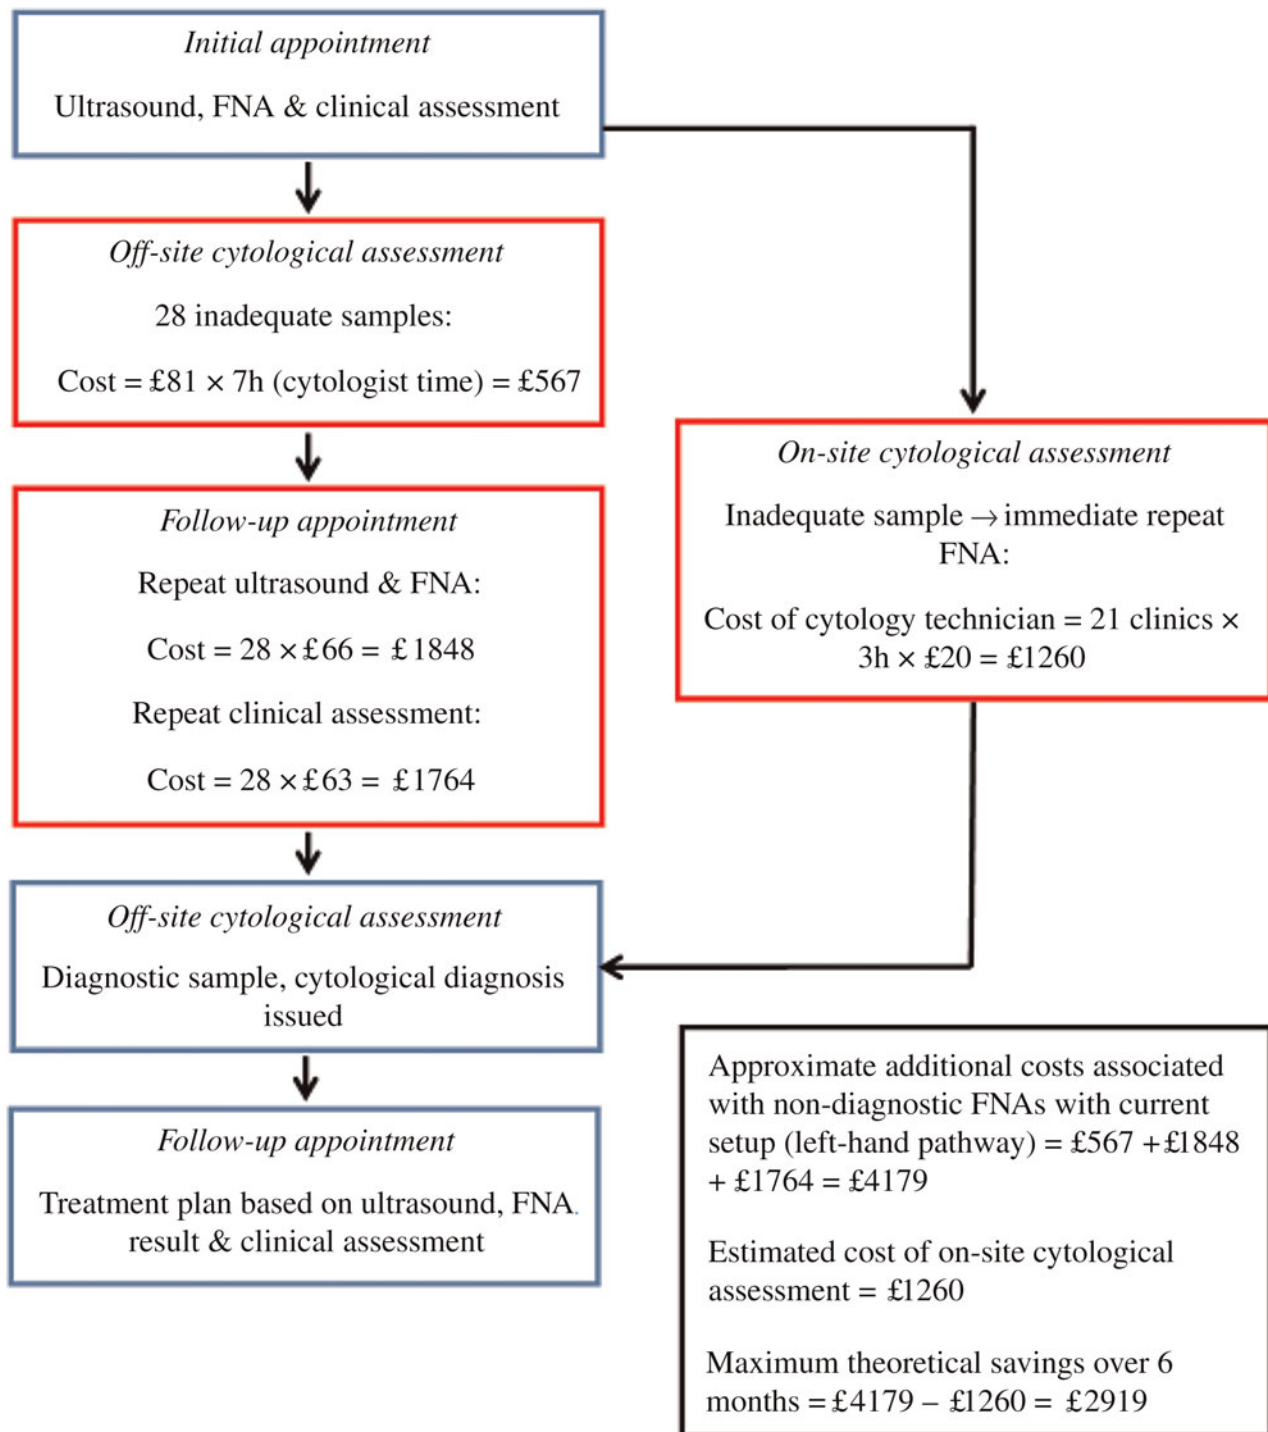 Initial appointment
Ultrasound, FNA & clinical assessment
Off-site cytological assessment
28 inadequate samples:
Cost = £81 × 7h (cytologist time) = £567
Follow-up appointment
Repeat ultrasound & FNA:
Cost = 28 × £66 = £1848
Repeat clinical assessment:
Cost = 28 × £63 = £1764
Off-site cytological assessment
Diagnostic sample, cytological diagnosis
issued
Follow-up appointment
Treatment plan based on ultrasound, FNA.
result & clinical assessment
On-site cytological assessment
Inadequate sample → immediate repeat
FNA:
Cost of cytology technician = 21 clinics ×
3h × £20 = £1260
Approximate additional costs associated
with non-diagnostic FNAs with current
setup (left-hand pathway) = £567 +£1848
+ £1764 = £4179
Estimated cost of on-site cytological
assessment = £1260
Maximum theoretical savings over 6
months = £4179 – £1260 = £2919